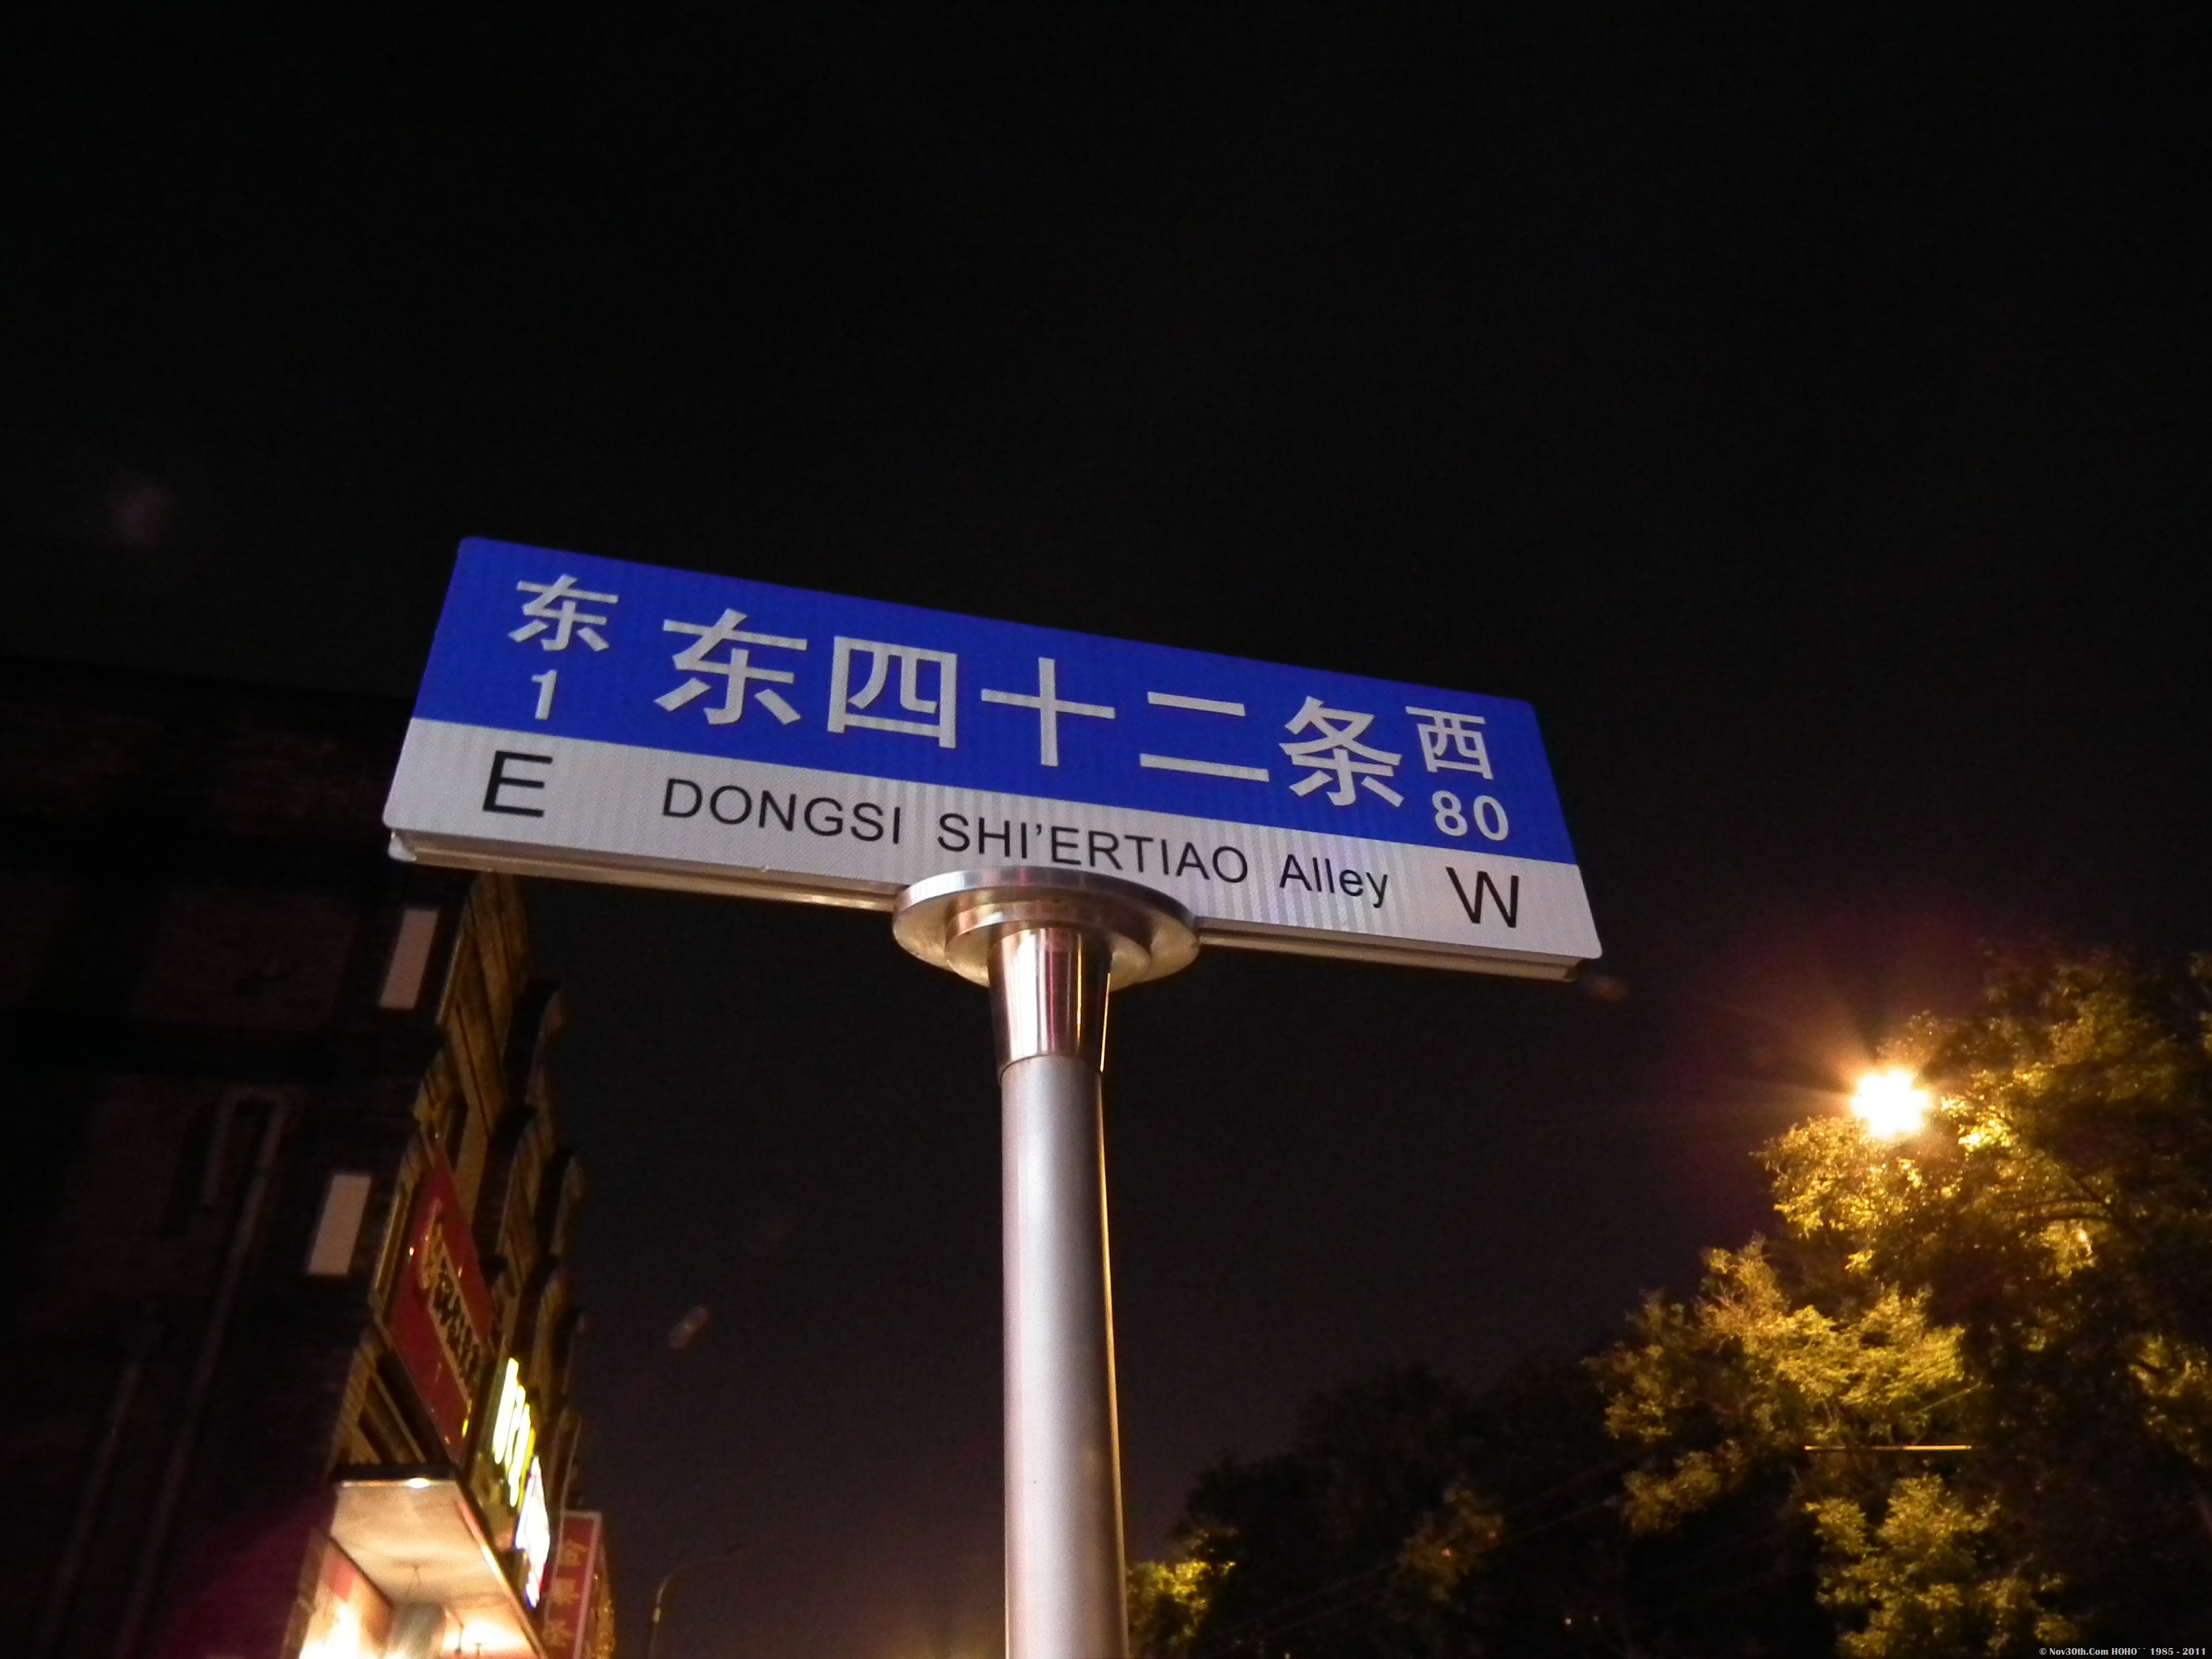 东 东四十二条 西
1 80
E DONGSI SHI'ERTIAO Alley W
© Nov30th.Com HOHO`` 1985 - 2011